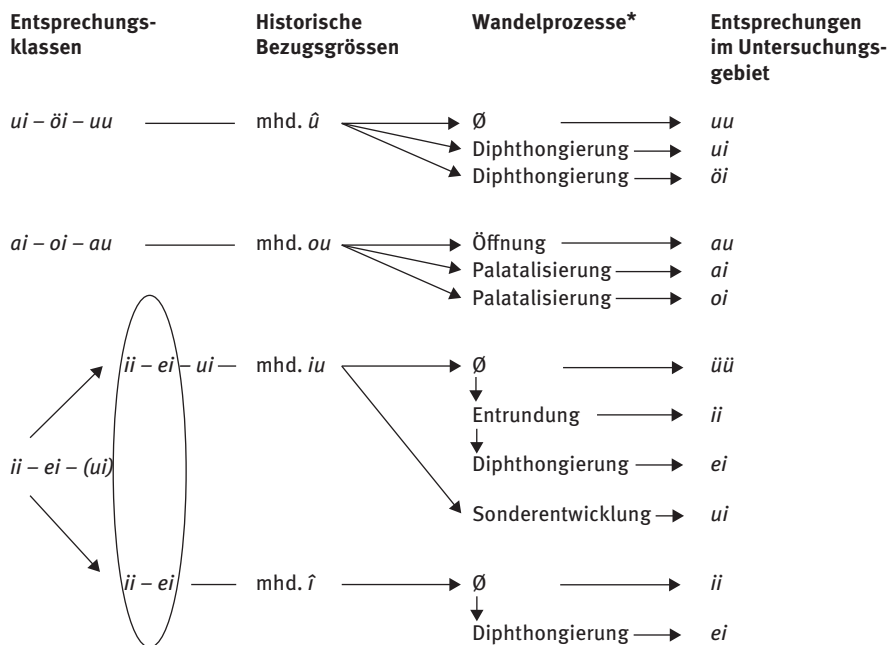 Entsprechungs- Historische Wandelprozesse* Entsprechungen
klassen Bezugsgrössen im Untersuchungs-
gebiet
ui – öi – uu mhd. û Ø uu
Diphthongierung ui
Diphthongierung öi
ai – oi – au mhd. ou Öffnung au
Palatalisierung ai
Palatalisierung oi
ii – ei – ui mhd. iu Ø üü
Entrundung ii
ii – ei – (ui) Diphthongierung ei
Sonderentwicklung ui
ii – ei mhd. î Ø ii
Diphthongierung ei